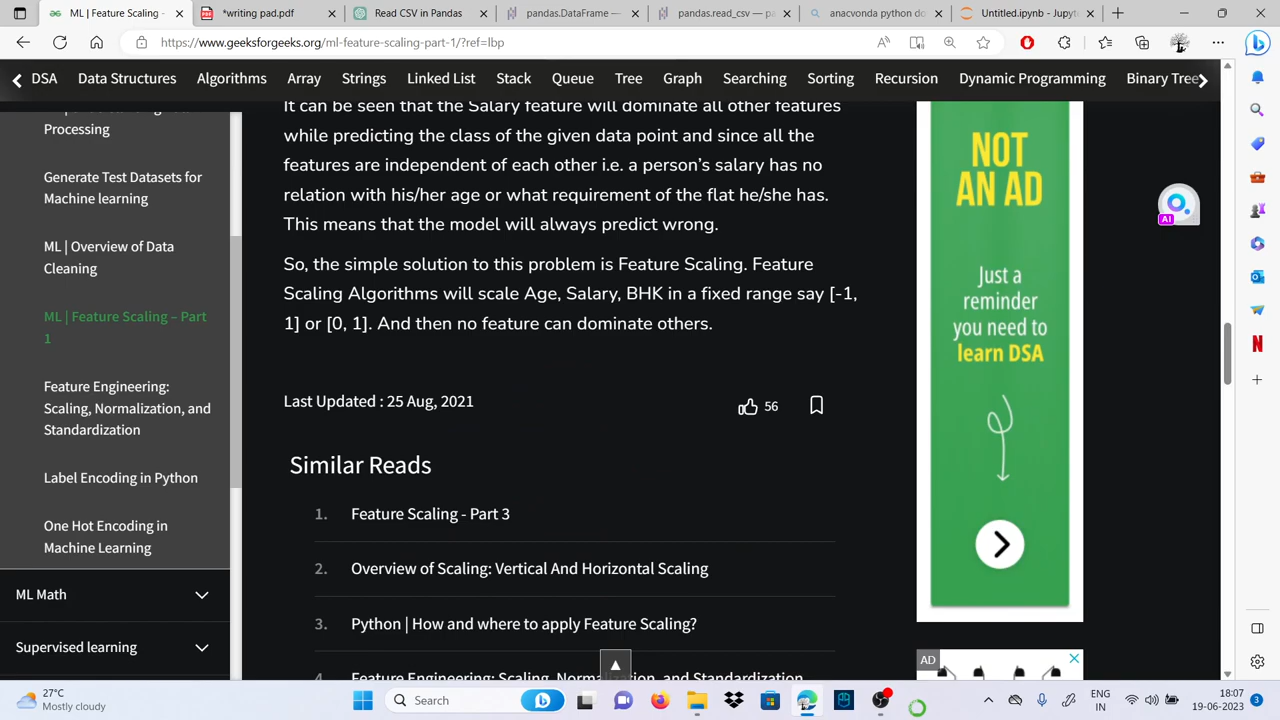 ML | Feature Scaling -
*writing pad.pdf
Read CSV in Pandas
pandas.DataFrame —
pandas.read_csv — pa
anacvonda python do
Untitled.ipynb - Jupyt
https://www.geeksforgeeks.org/ml-feature-scaling-part-1/?ref=lbp
DSA
Data Structures
Algorithms
Array
Strings
Linked List
Stack
Queue
Tree
Graph
Searching
Sorting
Recursion
Dynamic Programming
Binary Tree
Processing
Generate Test Datasets for
Machine learning
ML | Overview of Data
Cleaning
ML | Feature Scaling – Part
1
Feature Engineering:
Scaling, Normalization, and
Standardization
Label Encoding in Python
One Hot Encoding in
Machine Learning
ML Math
Supervised learning
It can be seen that the Salary feature will dominate all other features
while predicting the class of the given data point and since all the
features are independent of each other i.e. a person’s salary has no
relation with his/her age or what requirement of the flat he/she has.
This means that the model will always predict wrong.
So, the simple solution to this problem is Feature Scaling. Feature
Scaling Algorithms will scale Age, Salary, BHK in a fixed range say [-1,
1] or [0, 1]. And then no feature can dominate others.
Last Updated : 25 Aug, 2021
56
Similar Reads
1. Feature Scaling - Part 3
2. Overview of Scaling: Vertical And Horizontal Scaling
3. Python | How and where to apply Feature Scaling?
4. Feature Engineering: Scaling, Normalization, and Standardization
NOT
AN AD
Just a
reminder
you need to
learn DSA
AD
AI
27°C
Mostly cloudy
Search
ENG
IN
18:07
19-06-2023
3